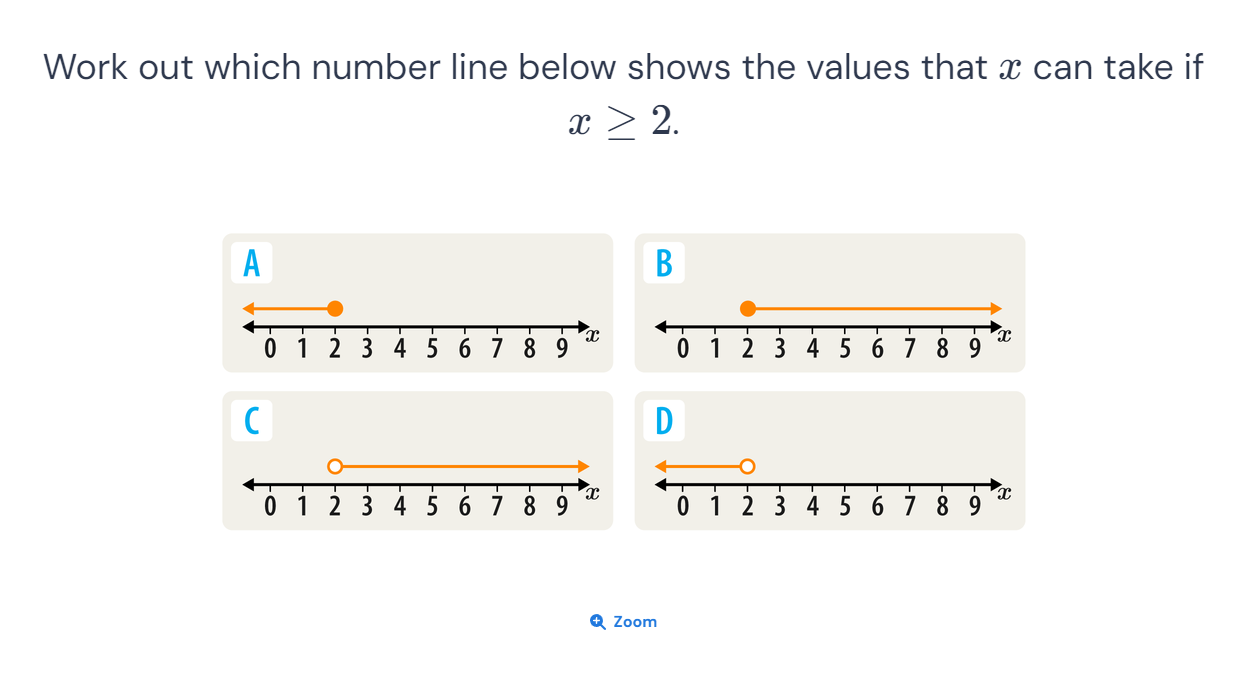 Work out which number line below shows the values that x can take if
x ≥ 2.
A
B
0 1 2 3 4 5 6 7 8 9 x
0 1 2 3 4 5 6 7 8 9 x
C
D
0 1 2 3 4 5 6 7 8 9 x
0 1 2 3 4 5 6 7 8 9 x
Zoom